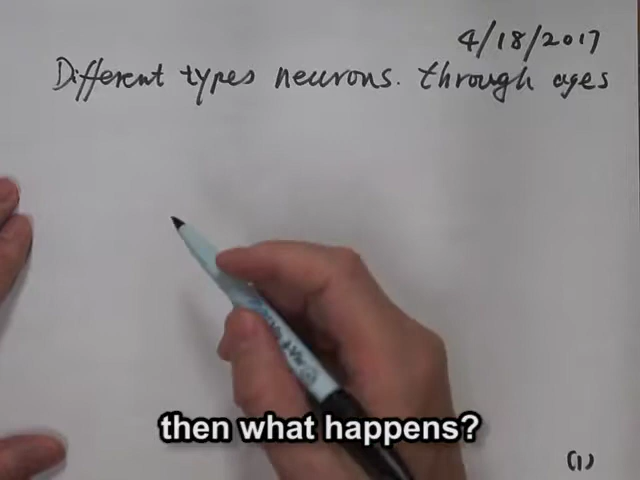 4/18/2017
Different types neurons. through ages
then what happens?
(1)